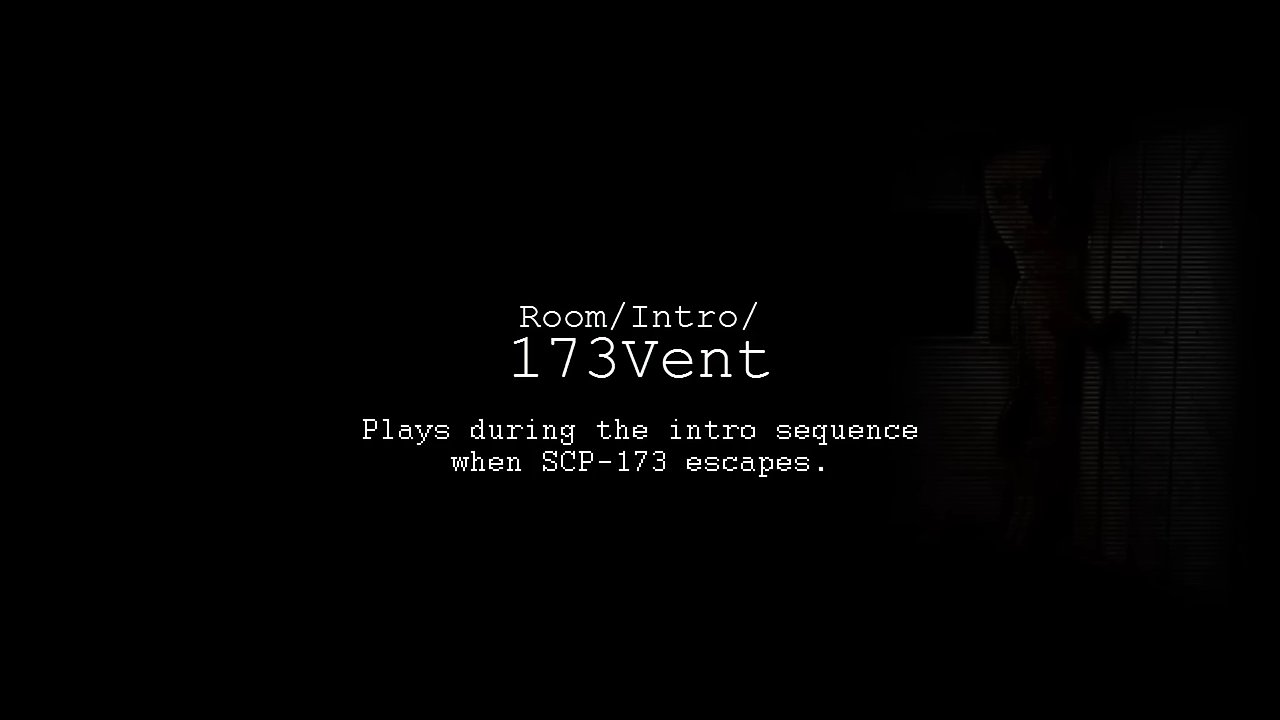 Room/Intro/
173Vent
Plays during the intro sequence
when SCP-173 escapes.